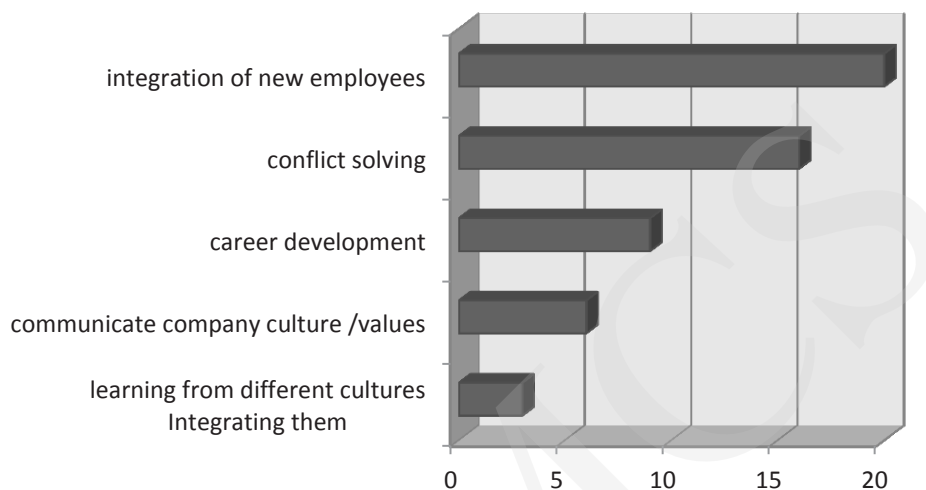 integration of new employees
conflict solving
career development
communicate company culture /values
learning from different cultures
Integrating them
0 5 10 15 20
ACS